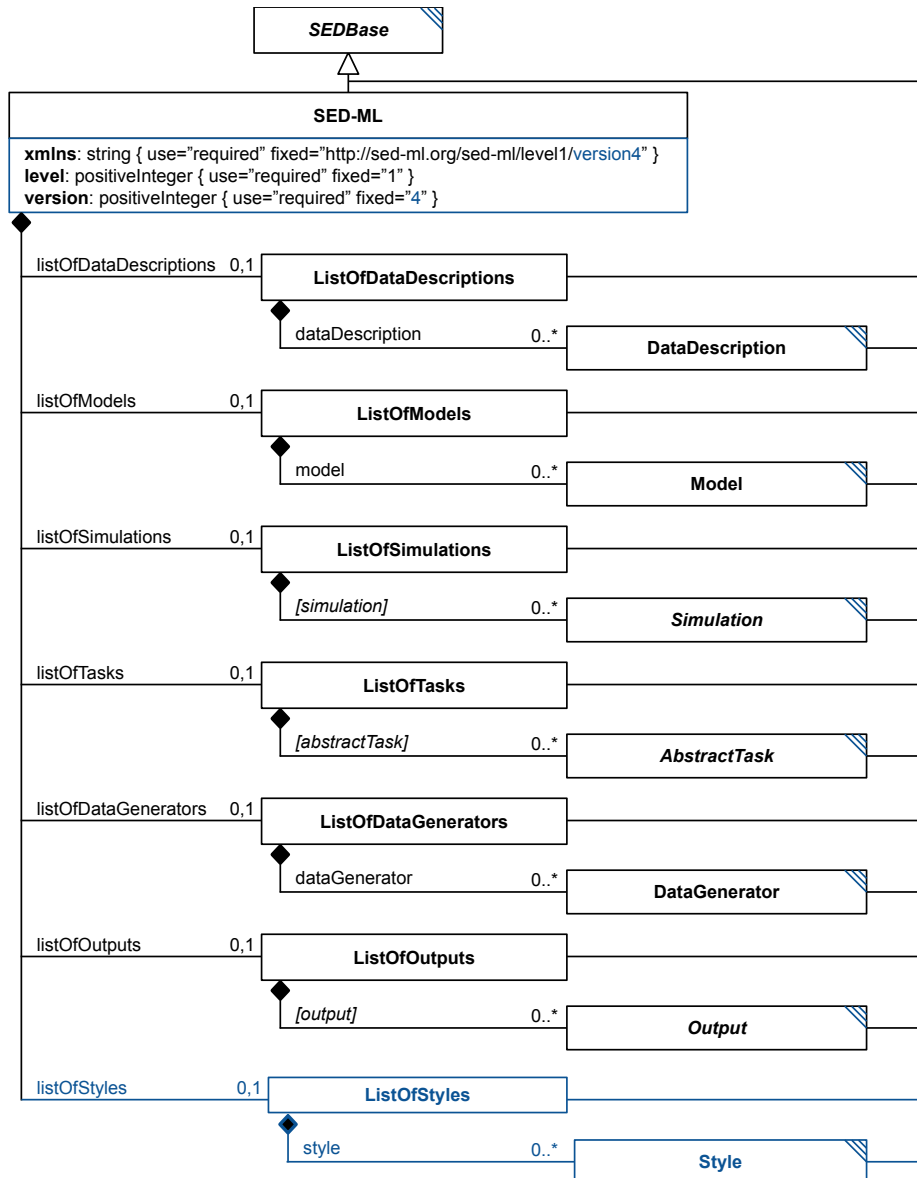 SEDBase
SED-ML
xmlns: string { use=”required” fixed=”http://sed-ml.org/sed-ml/level1/version4” }
level: positiveInteger { use=”required” fixed=”1” }
version: positiveInteger { use=”required” fixed=”4” }
listOfDataDescriptions 0,1 ListOfDataDescriptions
dataDescription 0..* DataDescription
listOfModels 0,1 ListOfModels
model 0..* Model
listOfSimulations 0,1 ListOfSimulations
[simulation] 0..* Simulation
listOfTasks 0,1 ListOfTasks
[abstractTask] 0..* AbstractTask
listOfDataGenerators 0,1 ListOfDataGenerators
dataGenerator 0..* DataGenerator
listOfOutputs 0,1 ListOfOutputs
[output] 0..* Output
listOfStyles 0,1 ListOfStyles
style 0..* Style